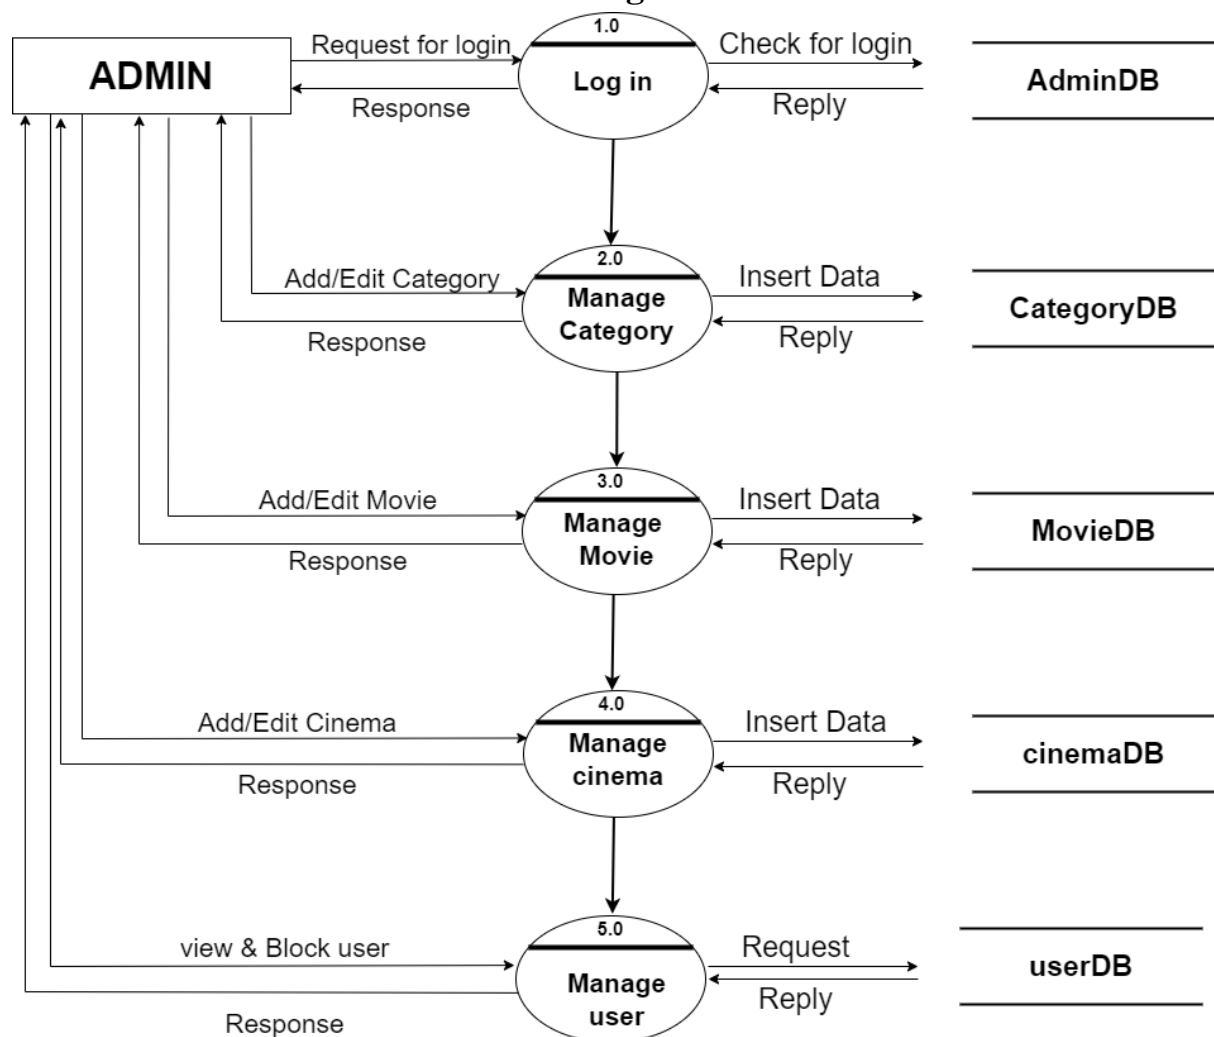 1.0
Request for login
Check for login
ADMIN
Log in
AdminDB
Response
Reply
2.0
Add/Edit Category
Insert Data
Manage
Category
CategoryDB
Response
Reply
3.0
Add/Edit Movie
Insert Data
Manage
Movie
MovieDB
Response
Reply
4.0
Add/Edit Cinema
Insert Data
Manage
cinema
cinemaDB
Response
Reply
5.0
view & Block user
Request
Manage
user
userDB
Response
Reply